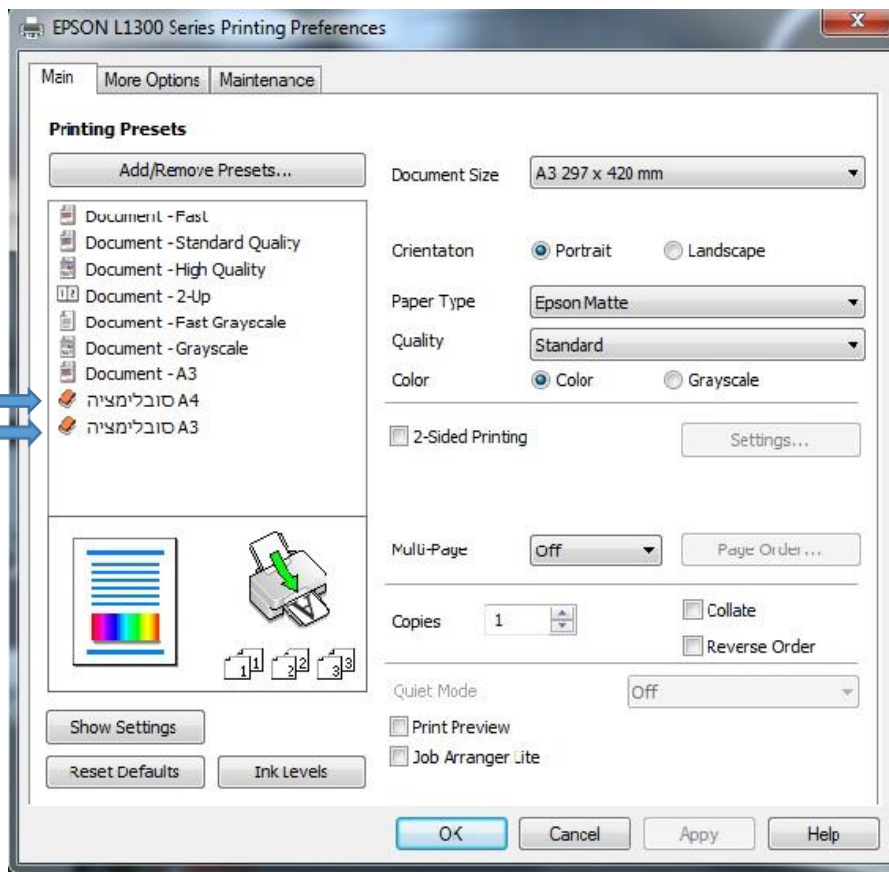 EPSON L1300 Series Printing Preferences
Main More Options Maintenance
Printing Presets
Add/Remove Presets...
Document - Fast
Document - Standard Quality
Document - High Quality
Document - 2-Up
Document - Fast Grayscale
Document - Grayscale
Document - A3
סובלימציה A4
סובלימציה A3
Show Settings
Reset Defaults Ink Levels
Document Size A3 297 x 420 mm
Orientaton Portrait Landscape
Paper Type Epson Matte
Quality Standard
Color Color Grayscale
2-Sided Printing Settings...
Multi-Page Off Page Order...
Copies 1 Collate
Reverse Order
Quiet Mode Off
Print Preview
Job Arranger Lite
OK Cancel Apply Help